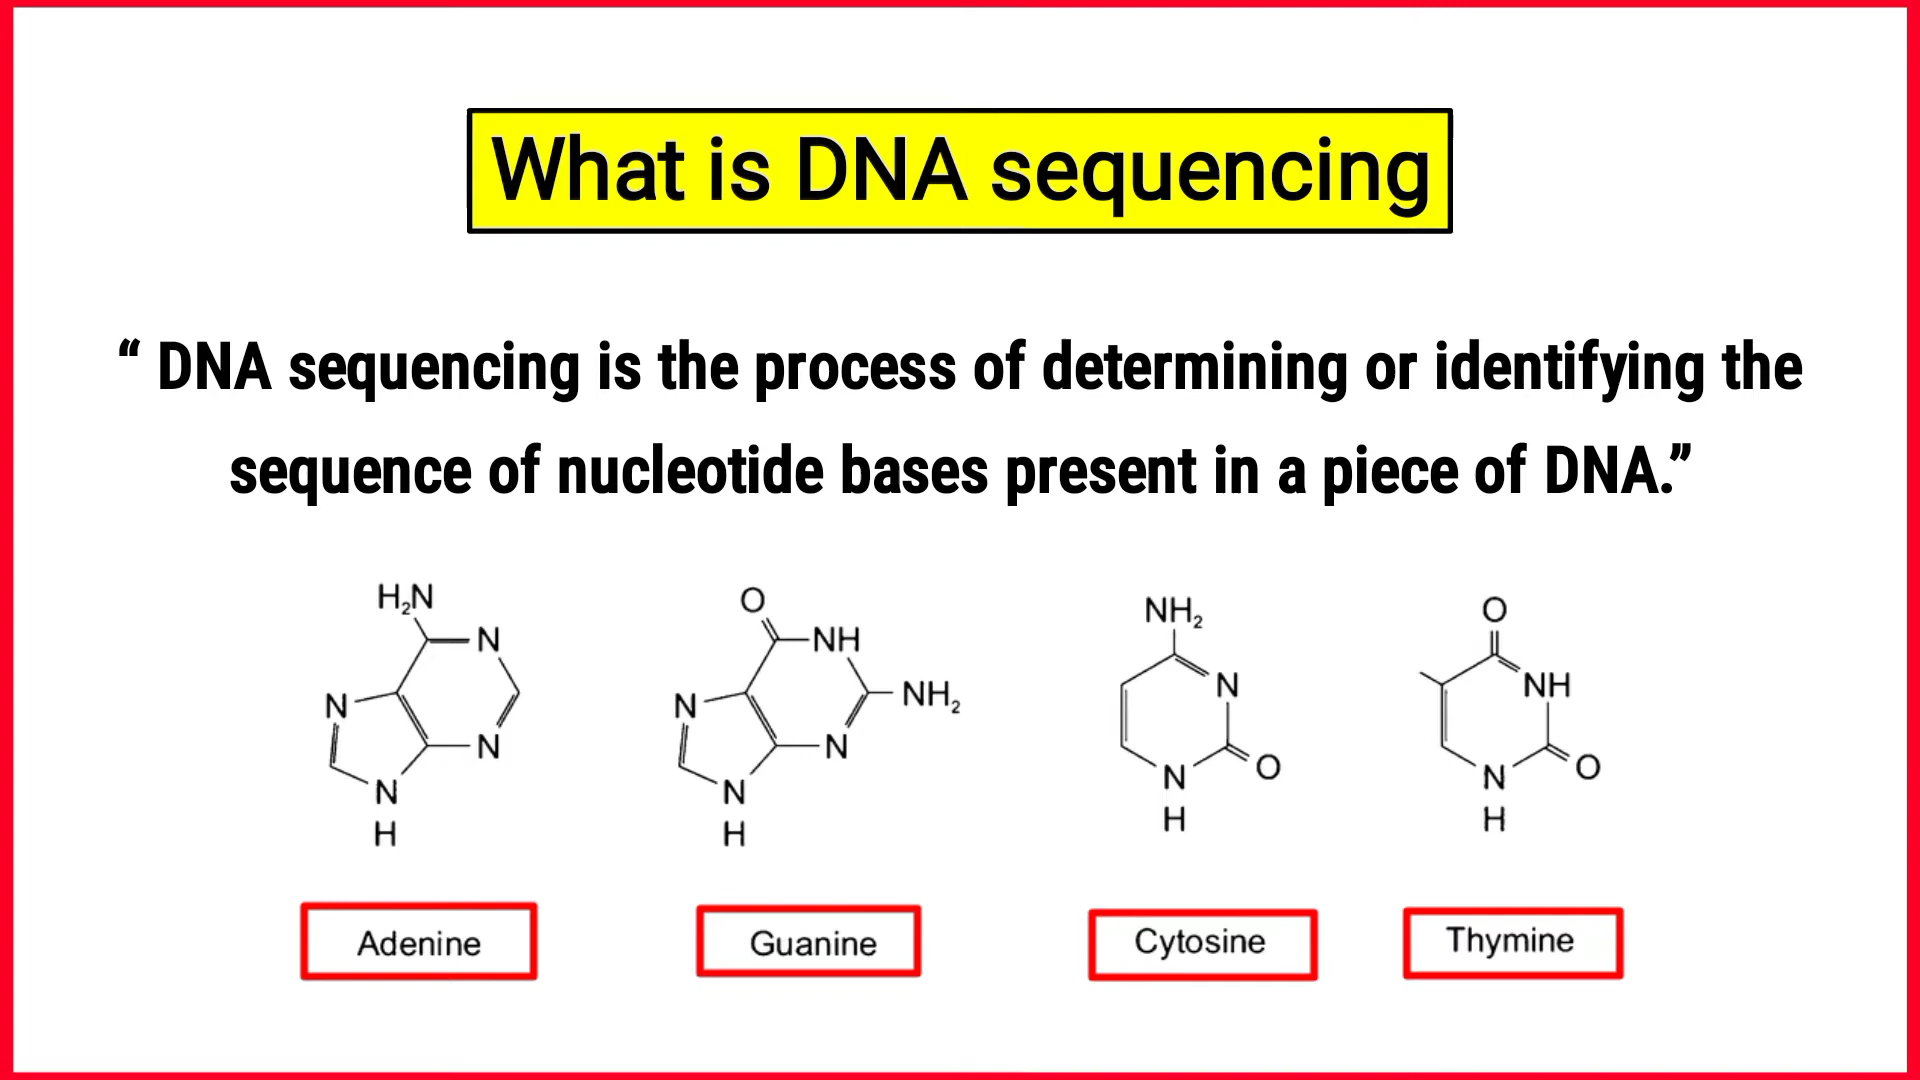 What is DNA sequencing
“ DNA sequencing is the process of determining or identifying the
sequence of nucleotide bases present in a piece of DNA.”
H₂N
N
N
N
N
H
O
NH
NH₂
N
N
N
H
NH₂
N
O
N
H
O
NH
O
N
H
Adenine
Guanine
Cytosine
Thymine